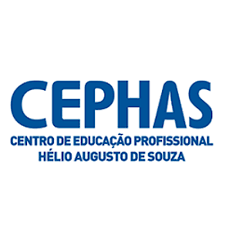 CEPHAS
CENTRO DE EDUCAÇÃO PROFISSIONAL
HÉLIO AUGUSTO DE SOUZA